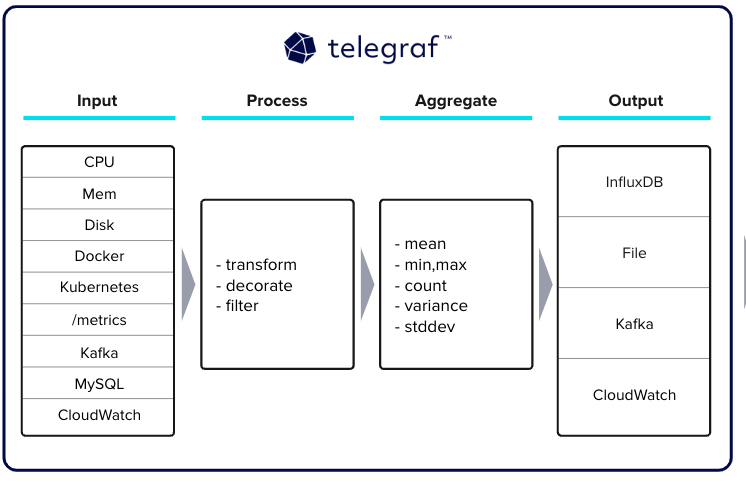 telegraf™
Input
Process
Aggregate
Output
CPU
Mem
Disk
Docker
Kubernetes
/metrics
Kafka
MySQL
CloudWatch
- transform
- decorate
- filter
- mean
- min,max
- count
- variance
- stddev
InfluxDB
File
Kafka
CloudWatch